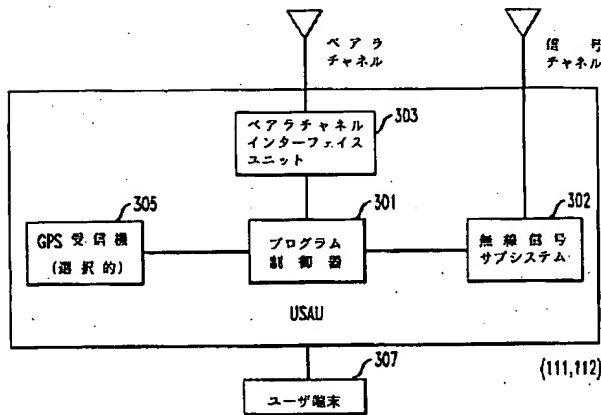 ベアラ
チャネル
信号
チャネル
ベアラチャネル
インターフェイス
ユニット
303
305
GPS受信機
(選択的)
301
プログラム
制御器
302
無線信号
サブシステム
USAU
307
{111,112}
ユーザ端末